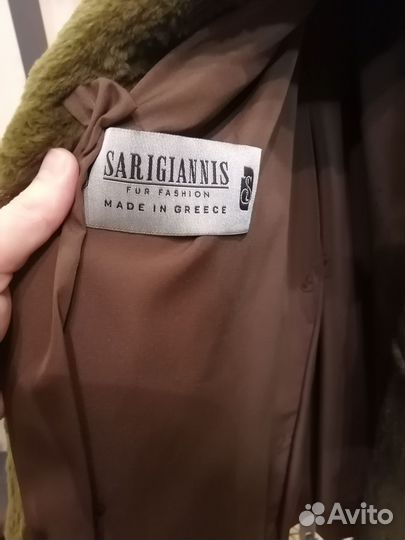 SARIGIANNIS
FUR FASHION
MADE IN GREECE
S
Avito